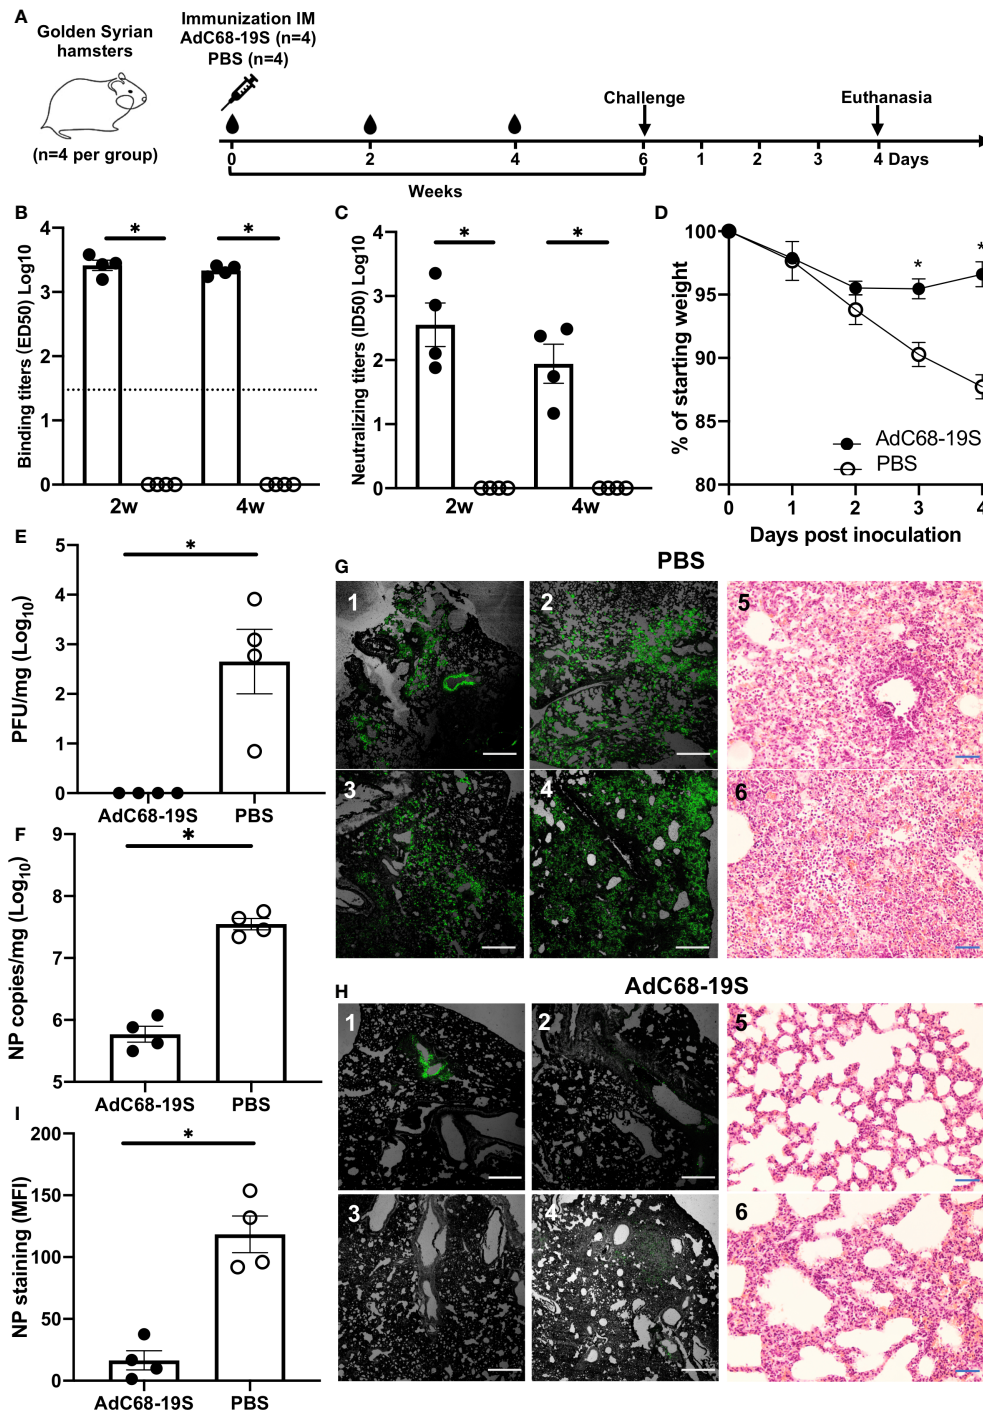 A
Golden Syrian
hamsters
(n=4 per group)
Immunization IM
AdC68-19S (n=4)
PBS (n=4)
Challenge
Euthanasia
0 2 4 6 1 2 3 4 Days
Weeks
B
Binding titers (ED50) Log10
4
3
2
1
0
* *
2w 4w
C
Neutralizing titers (ID50) Log10
4
3
2
1
0
* *
2w 4w
D
% of starting weight
100
95
90
85
80
* *
AdC68-19S
PBS
0 1 2 3 4
Days post inoculation
E
PFU/mg (Log10)
5
4
3
2
1
0
*
AdC68-19S PBS
F
NP copies/mg (Log10)
9
8
7
6
5
*
AdC68-19S PBS
G
PBS
1 2 5
3 4 6
H
AdC68-19S
1 2 5
3 4 6
I
NP staining (MFI)
200
150
100
50
0
*
AdC68-19S PBS